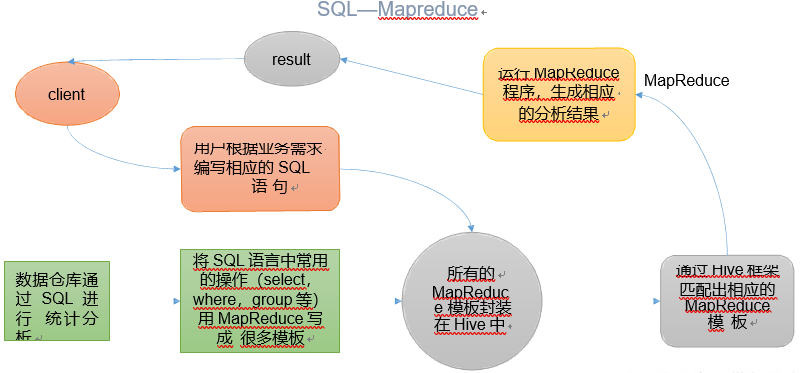 SQL—Mapreduce
result
client
运行 MapReduce
程序，生成相应
的分析结果
MapReduce
用户根据业务需求
编写相应的 SQL
语 句
数据仓库通
过 SQL 进
行 统计分
析
将 SQL 语言中常用
的操作（select，
where，group 等）
用 MapReduce 写
成 很多模板
所有的
MapReduc
e 模板封装
在 Hive 中
通过 Hive 框架
匹配出相应的
MapReduce
模 板